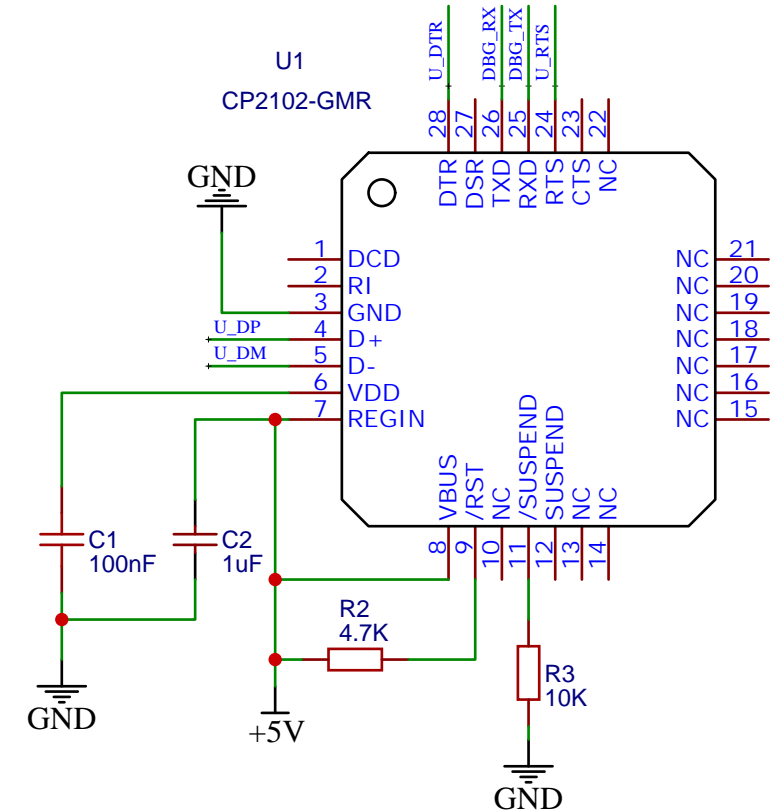 U_DTR
DBG_RX
DBG_TX
U_RTS
U1
CP2102-GMR
28
27
26
25
24
23
22
DTR
DSR
TXD
RXD
RTS
CTS
NC
GND
1 DCD
2 RI
3 GND
U_DP 4 D+
U_DM 5 D-
6 VDD
7 REGIN
NC 21
NC 20
NC 19
NC 18
NC 17
NC 16
NC 15
VBUS
/RST
NC
/SUSPEND
SUSPEND
NC
NC
8
9
10
11
12
13
14
C1
100nF
C2
1uF
R2
4.7K
R3
10K
GND
+5V
GND